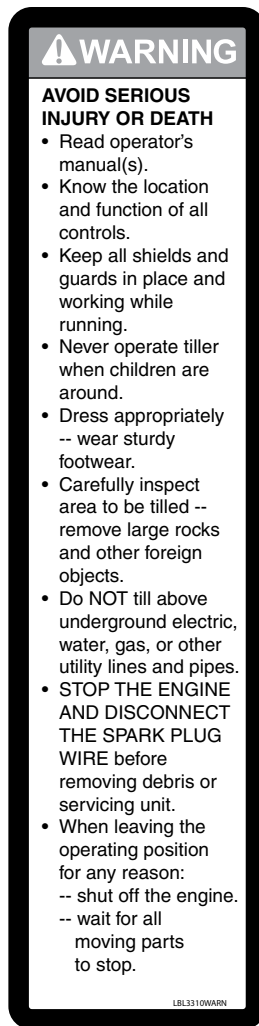 WARNING
AVOID SERIOUS
INJURY OR DEATH
• Read operator's
manual(s).
• Know the location
and function of all
controls.
• Keep all shields and
guards in place and
working while
running.
• Never operate tiller
when children are
around.
• Dress appropriately
-- wear sturdy
footwear.
• Carefully inspect
area to be tilled --
remove large rocks
and other foreign
objects.
• Do NOT till above
underground electric,
water, gas, or other
utility lines and pipes.
• STOP THE ENGINE
AND DISCONNECT
THE SPARK PLUG
WIRE before
removing debris or
servicing unit.
• When leaving the
operating position
for any reason:
-- shut off the engine.
-- wait for all
moving parts
to stop.
LBL3310WARN